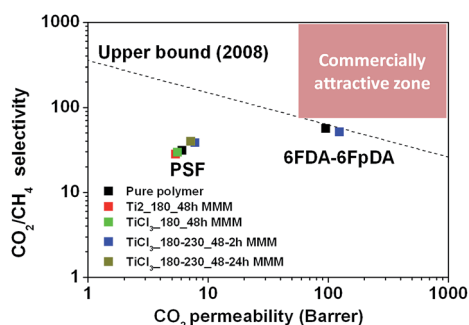 1000
Upper bound (2008)
Commercially
attractive zone
100
CO₂/CH₄ selectivity
PSF
6FDA-6FpDA
10
Pure polymer
Ti2_180_48h MMM
TiCl₃_180_48h MMM
TiCl₃_180-230_48-2h MMM
TiCl₃_180-230_48-24h MMM
1
1 10 100 1000
CO₂ permeability (Barrer)